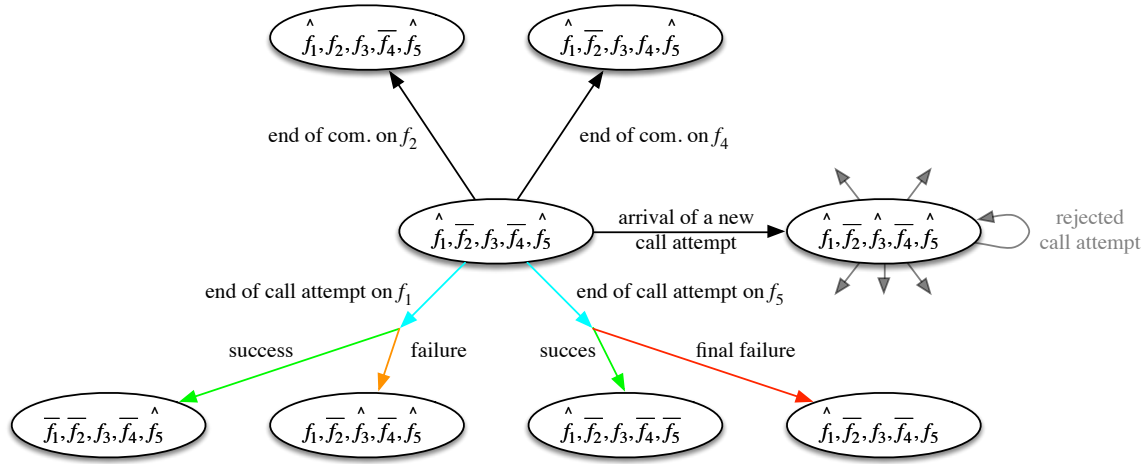 f̂₁, f₂, f₃, f̅₄, f̂₅
f̂₁, f̅₂, f₃, f₄, f̂₅
end of com. on f₂
end of com. on f₄
f̂₁, f̅₂, f₃, f̅₄, f̂₅
arrival of a new
call attempt
f̂₁, f̅₂, f̂₃, f̅₄, f̂₅
rejected
call attempt
end of call attempt on f₁
end of call attempt on f₅
success
failure
succes
final failure
f̅₁, f̅₂, f₃, f̅₄, f̂₅
f₁, f̅₂, f̂₃, f̅₄, f̂₅
f̂₁, f̅₂, f₃, f̅₄, f̅₅
f̂₁, f̅₂, f₃, f̅₄, f₅